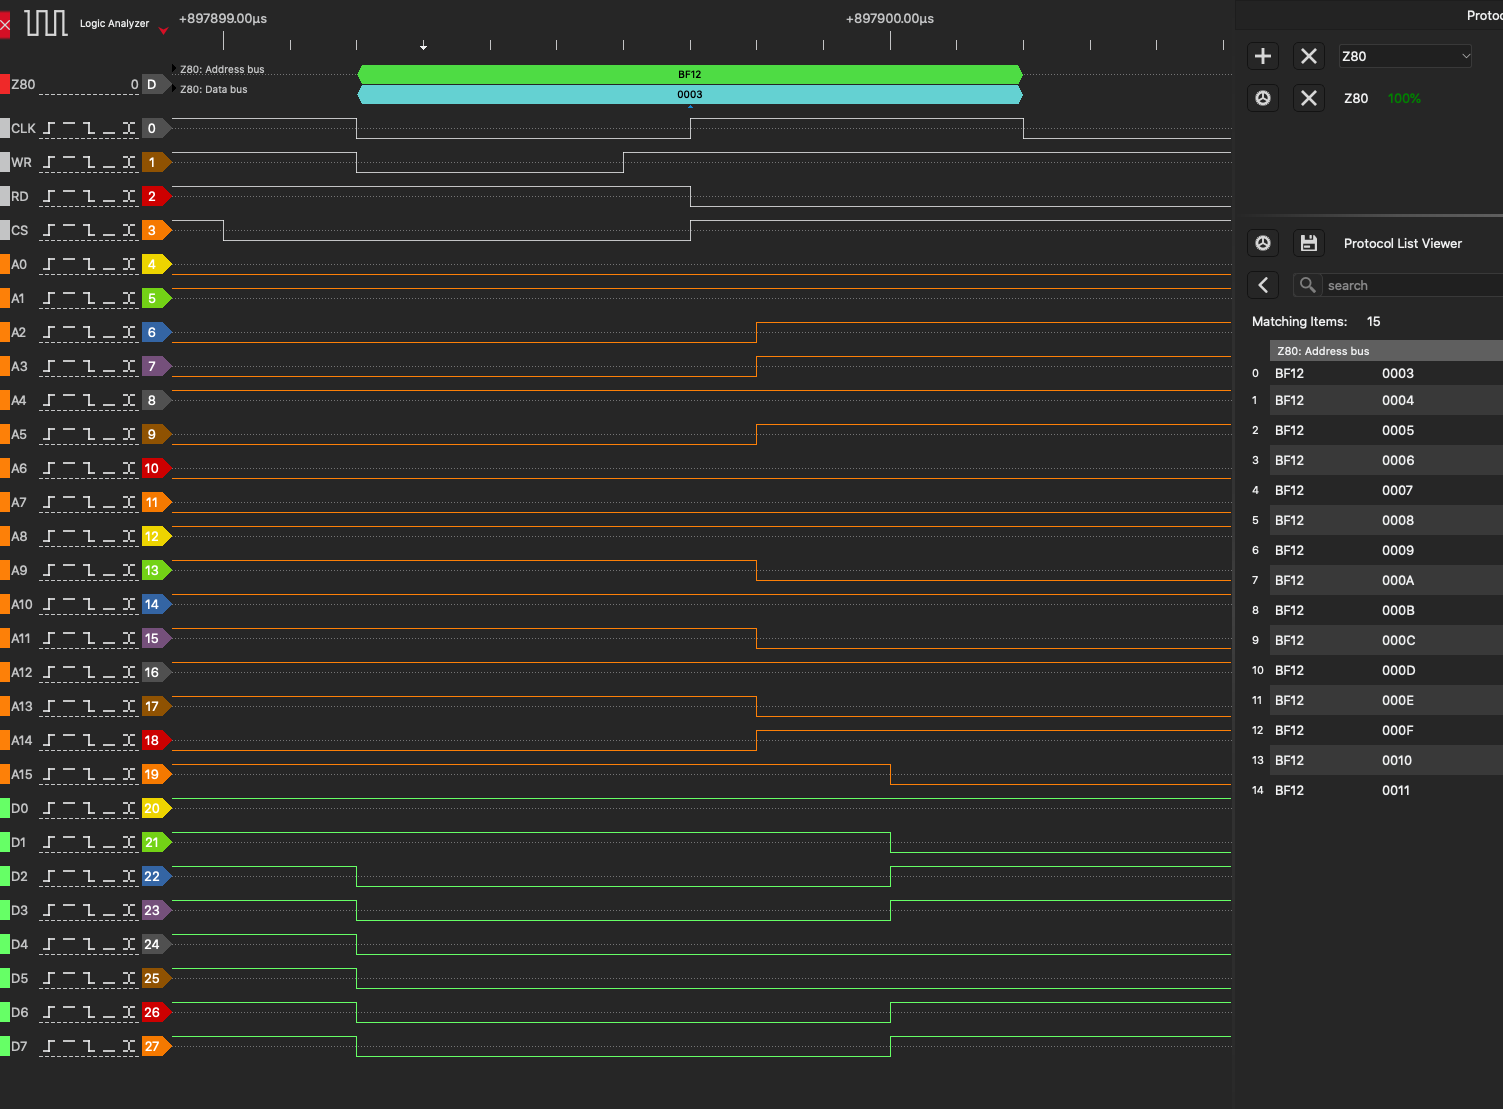 Logic Analyzer
+897899.00µs
+897900.00µs
Protoc
Z80 0 D
Z80: Address bus
BF12
Z80: Data bus
0003
CLK 0
WR 1
RD 2
CS 3
A0 4
A1 5
A2 6
A3 7
A4 8
A5 9
A6 10
A7 11
A8 12
A9 13
A10 14
A11 15
A12 16
A13 17
A14 18
A15 19
D0 20
D1 21
D2 22
D3 23
D4 24
D5 25
D6 26
D7 27
Z80
Z80 100%
Protocol List Viewer
search
Matching Items: 15
Z80: Address bus
0 BF12 0003
1 BF12 0004
2 BF12 0005
3 BF12 0006
4 BF12 0007
5 BF12 0008
6 BF12 0009
7 BF12 000A
8 BF12 000B
9 BF12 000C
10 BF12 000D
11 BF12 000E
12 BF12 000F
13 BF12 0010
14 BF12 0011